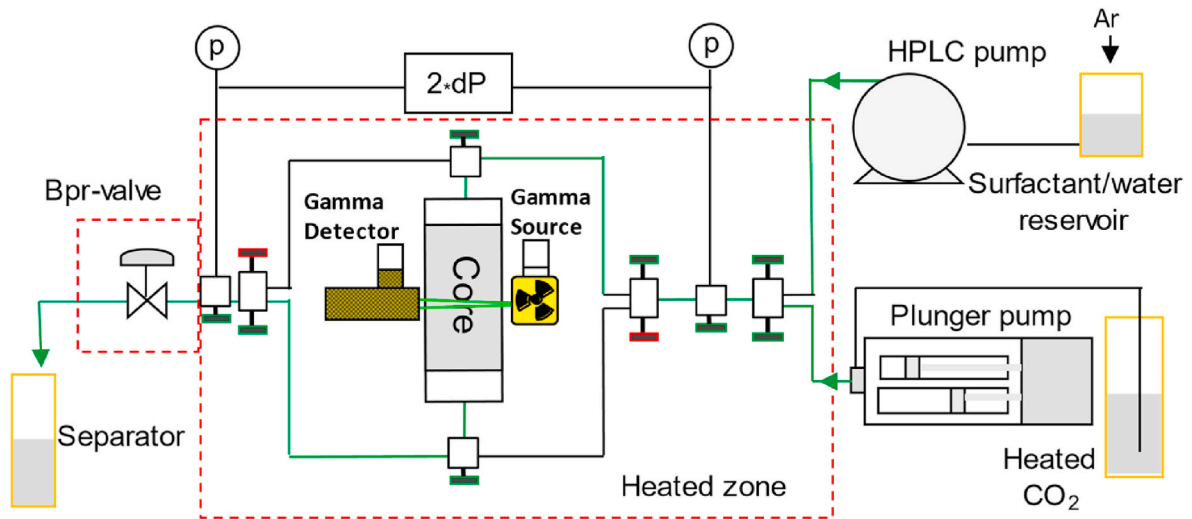 p
p
Ar
2*dP
HPLC pump
Bpr-valve
Gamma
Detector
Gamma
Source
Core
Surfactant/water
reservoir
Plunger pump
Separator
Heated zone
Heated
CO₂